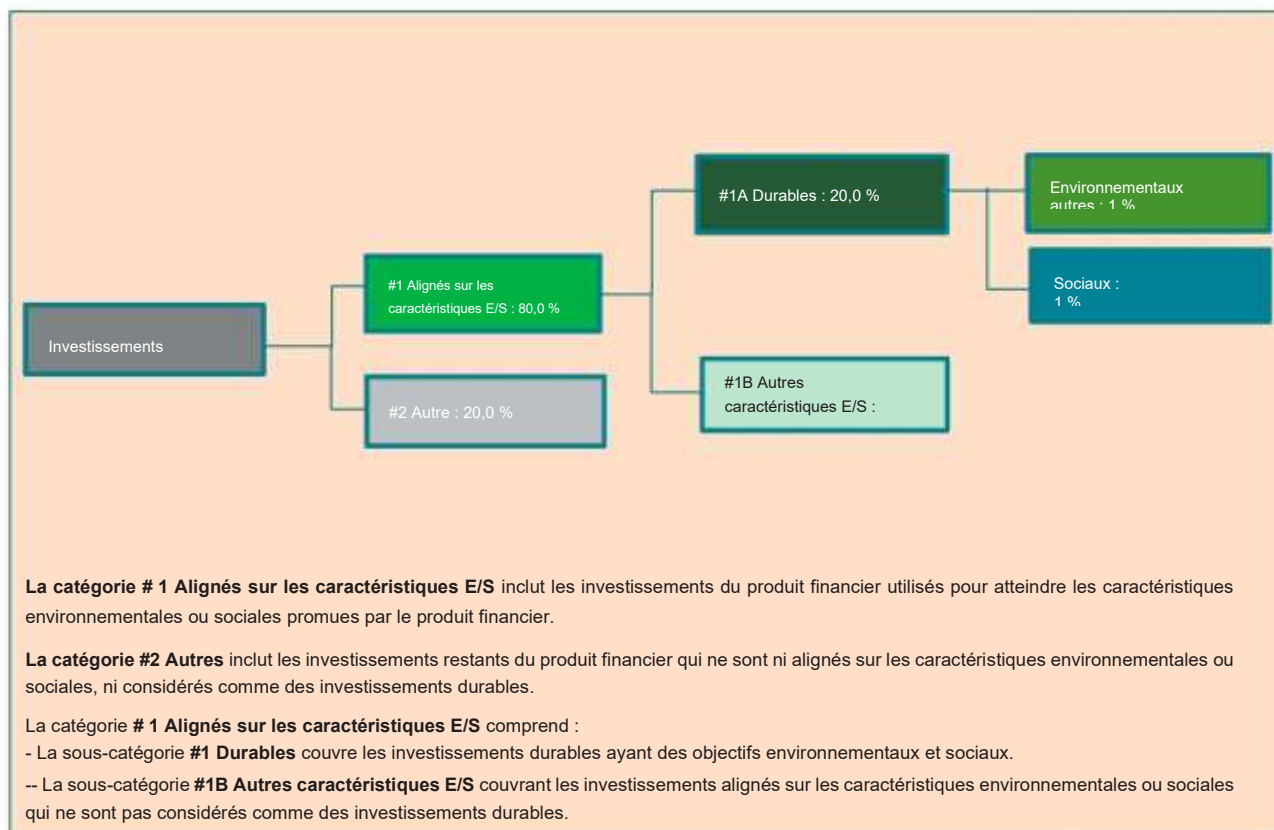 #1A Durables : 20,0 %
Environnementaux
autres : 1 %
#1 Alignés sur les
caractéristiques E/S : 80,0 %
Sociaux :
1 %
Investissements
#2 Autre : 20,0 %
#1B Autres
caractéristiques E/S :
La catégorie # 1 Alignés sur les caractéristiques E/S inclut les investissements du produit financier utilisés pour atteindre les caractéristiques
environnementales ou sociales promues par le produit financier.
La catégorie #2 Autres inclut les investissements restants du produit financier qui ne sont ni alignés sur les caractéristiques environnementales ou
sociales, ni considérés comme des investissements durables.
La catégorie # 1 Alignés sur les caractéristiques E/S comprend :
- La sous-catégorie #1 Durables couvre les investissements durables ayant des objectifs environnementaux et sociaux.
-- La sous-catégorie #1B Autres caractéristiques E/S couvrant les investissements alignés sur les caractéristiques environnementales ou sociales
qui ne sont pas considérés comme des investissements durables.